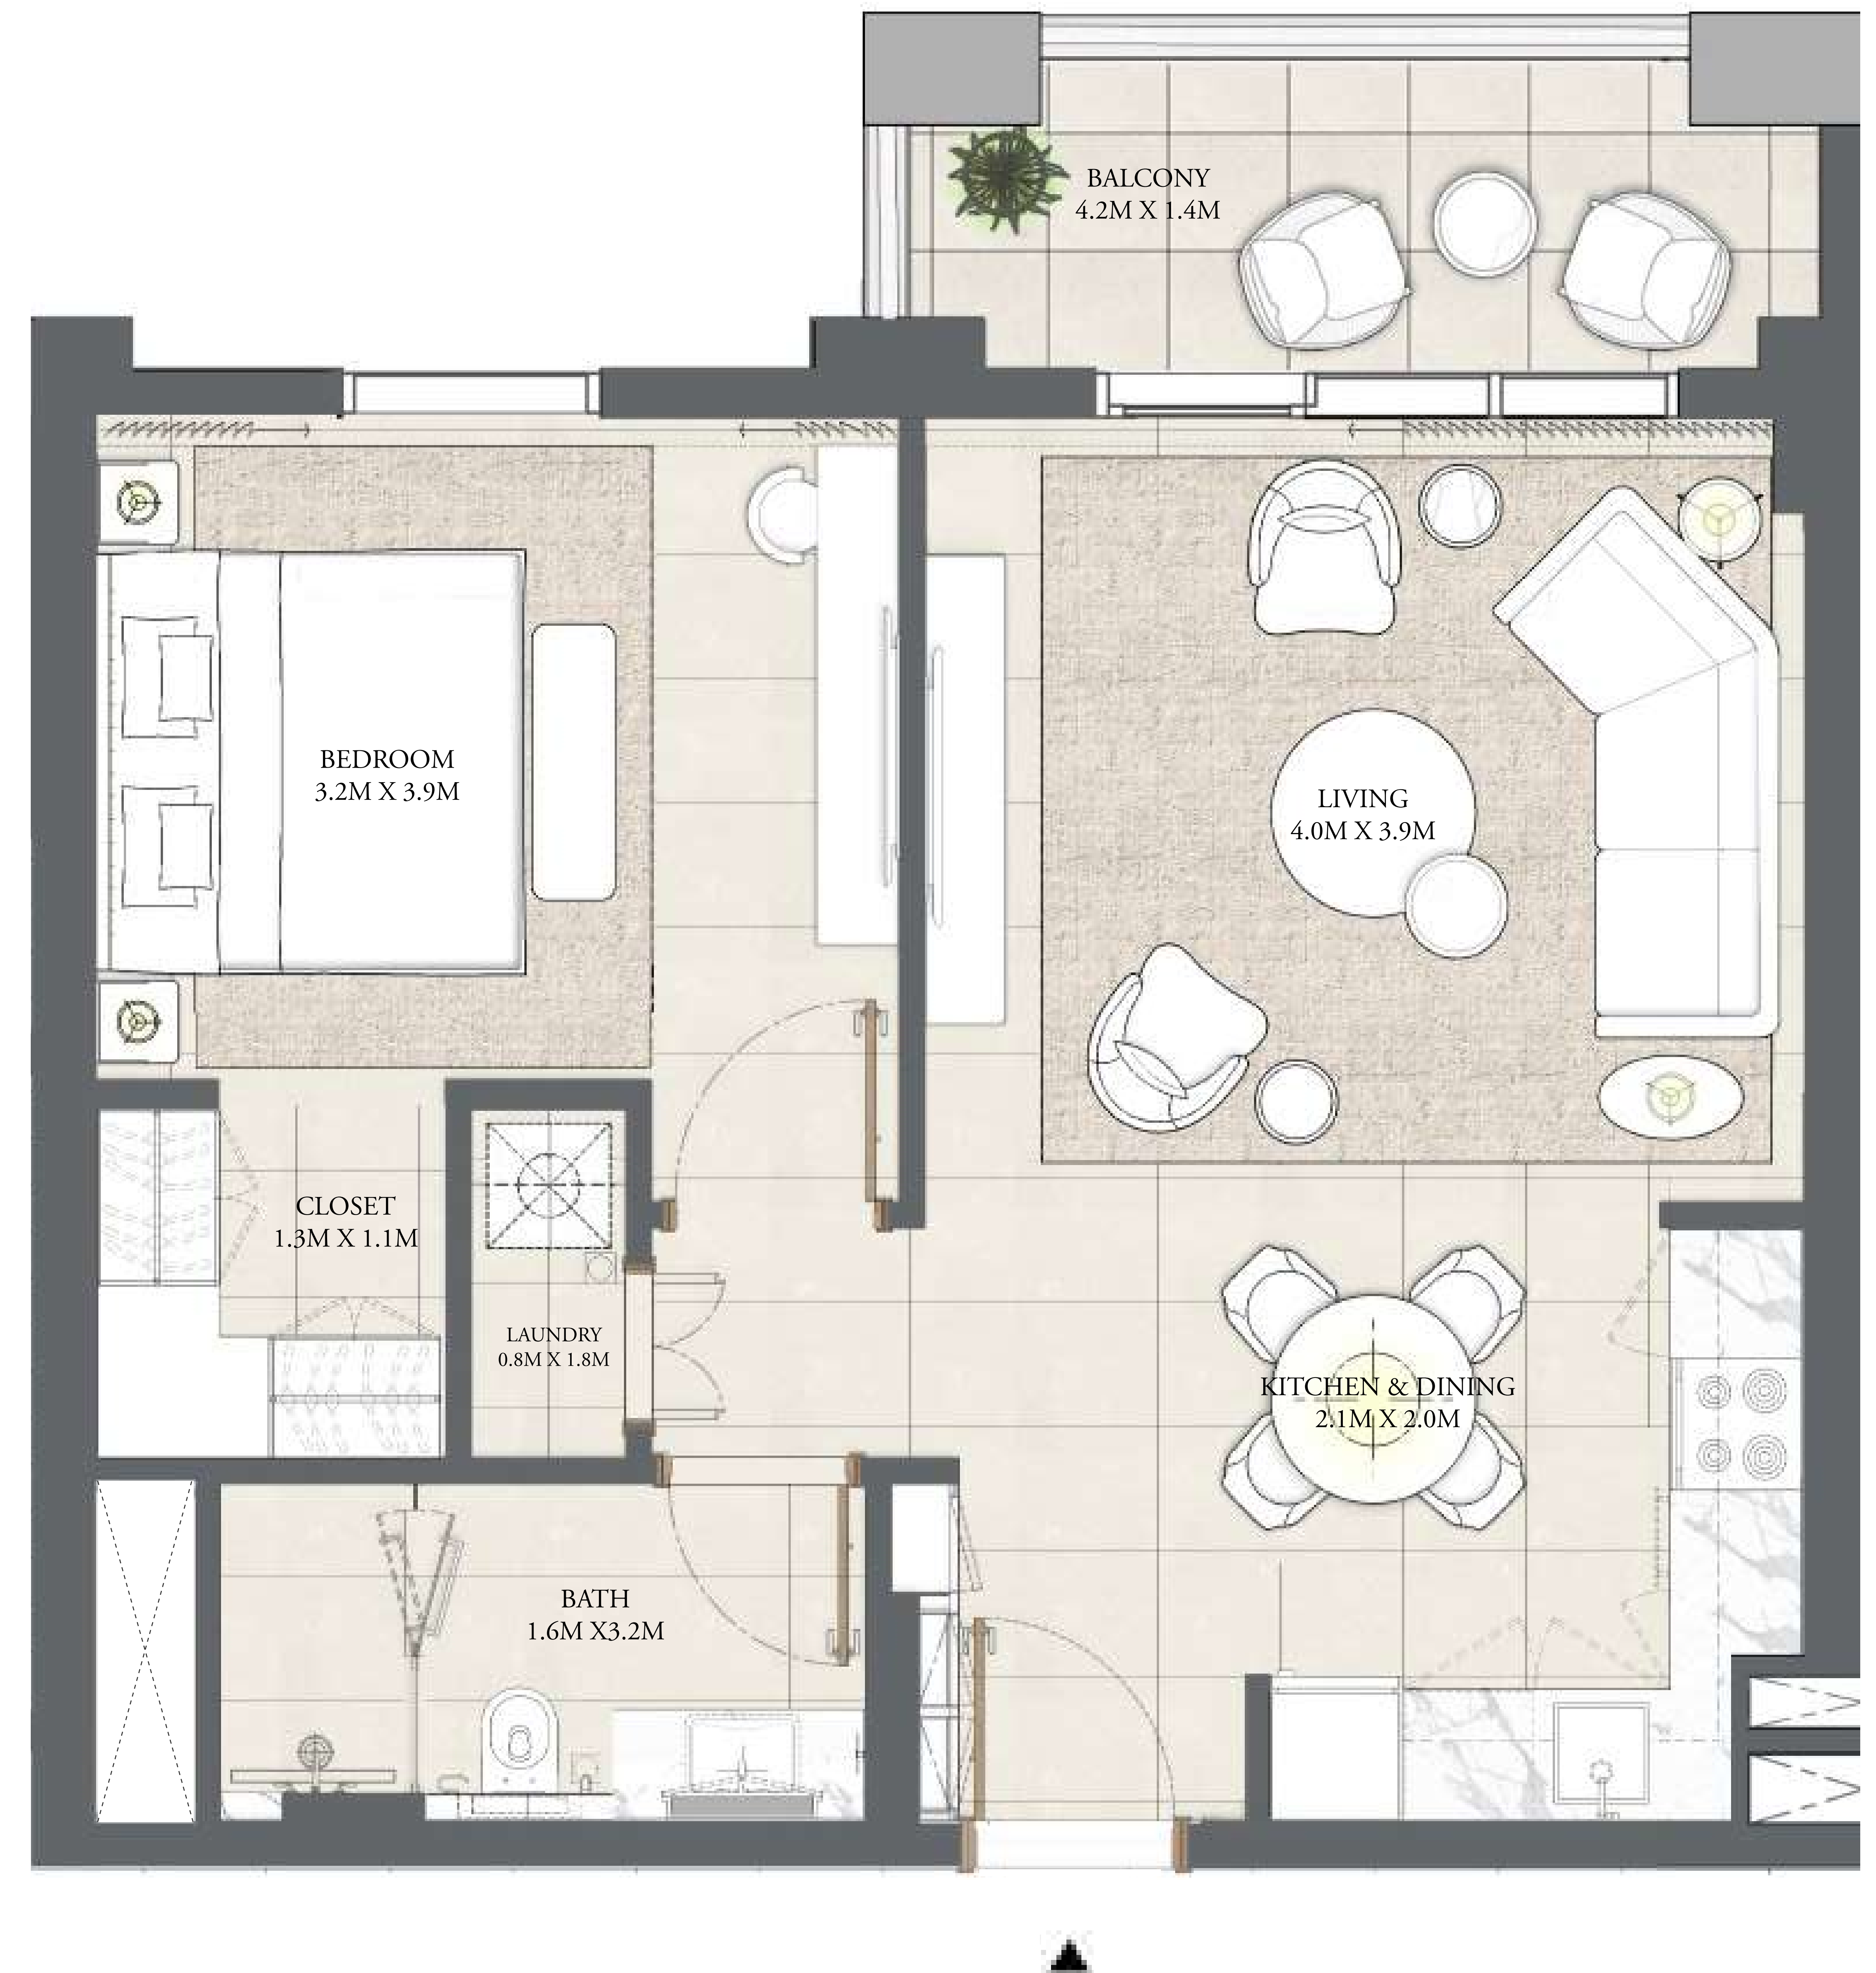 BALCONY
4.2M X 1.4M
BEDROOM
3.2M X 3.9M
LIVING
4.0M X 3.9M
CLOSET
1.3M X 1.1M
LAUNDRY
0.8M X 1.8M
KITCHEN & DINING
2.1M X 2.0M
BATH
1.6M X3.2M